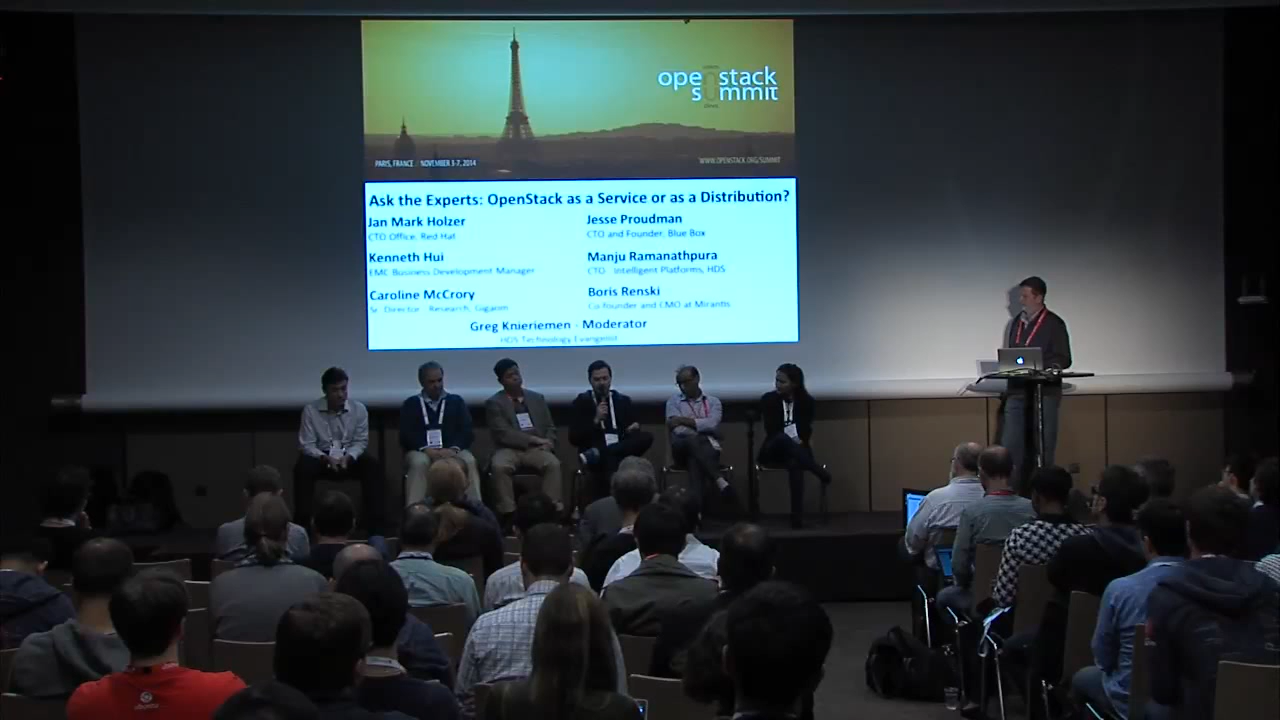 openstack
summit
PARIS, FRANCE / NOVEMBER 3-7, 2014
WWW.OPENSTACK.ORG/SUMMIT
Ask the Experts: OpenStack as a Service or as a Distribution?
Jan Mark Holzer
CTO Office, Red Hat
Jesse Proudman
CTO and Founder, Blue Box
Kenneth Hui
EMC Business Development Manager
Manju Ramanathpura
CTO - Intelligent Platforms, HDS
Caroline McCrory
Sr. Director - Research, Gigaom
Boris Renski
Co-founder and CMO at Mirantis
Greg Knieriemen - Moderator
HDS Technology Evangelist
ubuntu